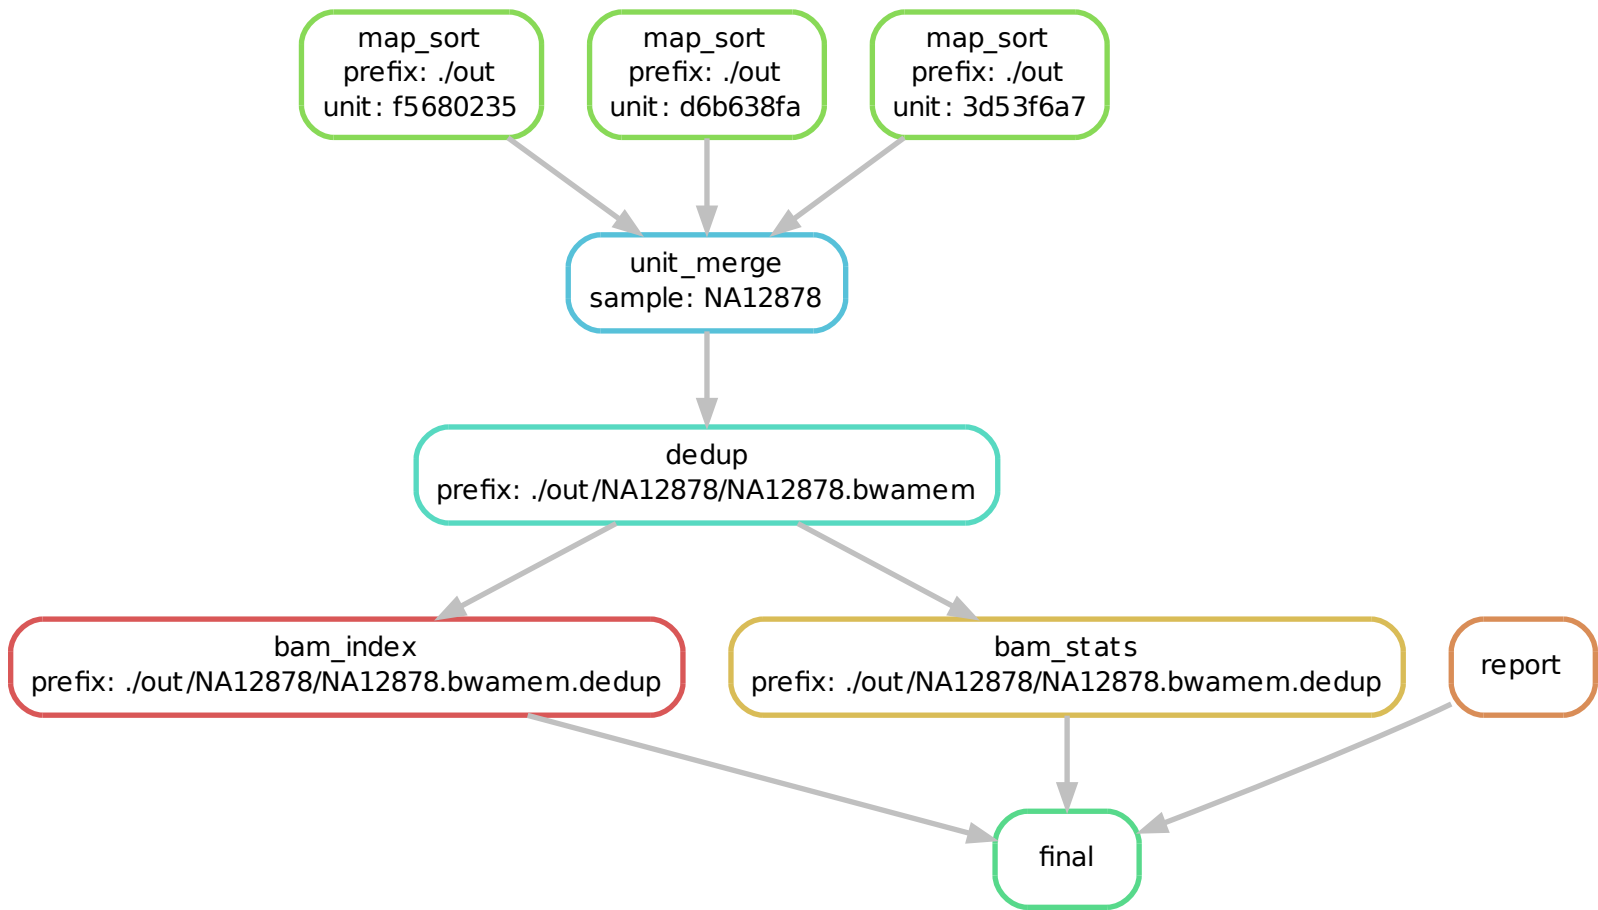 map_sort
prefix: ./out
unit: f5680235
map_sort
prefix: ./out
unit: d6b638fa
map_sort
prefix: ./out
unit: 3d53f6a7
unit_merge
sample: NA12878
dedup
prefix: ./out/NA12878/NA12878.bwamem
bam_index
prefix: ./out/NA12878/NA12878.bwamem.dedup
bam_stats
prefix: ./out/NA12878/NA12878.bwamem.dedup
report
final